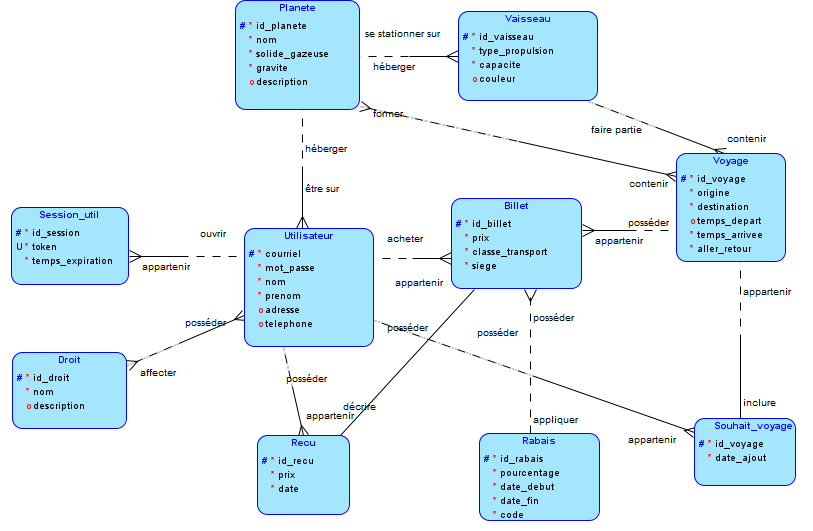 Planete
# * id_planete
* nom
* solide_gazeuse
* gravite
o description
se stationner sur
héberger
Vaisseau
# * id_vaisseau
* type_propulsion
* capacite
o couleur
former
faire partie
contenir
contenir
héberger
être sur
Voyage
# * id_voyage
* origine
* destination
o temps_depart
* temps_arrivee
* aller_retour
Session_util
# * id_session
U * token
* temps_expiration
ouvrir
appartenir
Utilisateur
# * courriel
* mot_passe
* nom
* prenom
o adresse
o telephone
acheter
appartenir
Billet
# * id_billet
* prix
* classe_transport
* siege
posséder
appartenir
appartenir
inclure
posséder
affecter
Droit
# * id_droit
* nom
o description
posséder
appartenir
décrire
posséder
appartenir
posséder
posséder
appliquer
Recu
# * id_recu
* prix
* date
Rabais
# * id_rabais
* pourcentage
* date_debut
* date_fin
* code
Souhait_voyage
# * id_voyage
* date_ajout